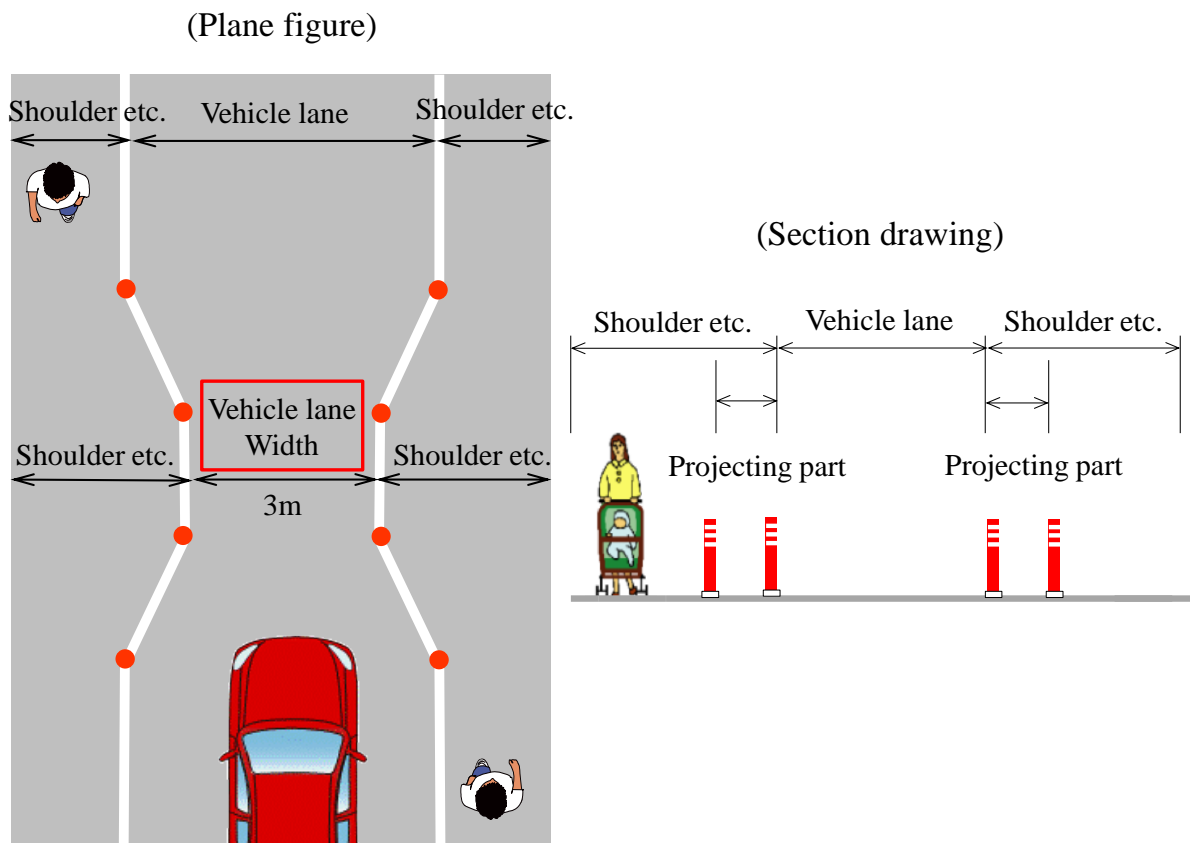 (Plane figure)
Shoulder etc.
Vehicle lane
Shoulder etc.
Vehicle lane
Width
Shoulder etc.
Shoulder etc.
3m
(Section drawing)
Shoulder etc.
Vehicle lane
Shoulder etc.
Projecting part
Projecting part